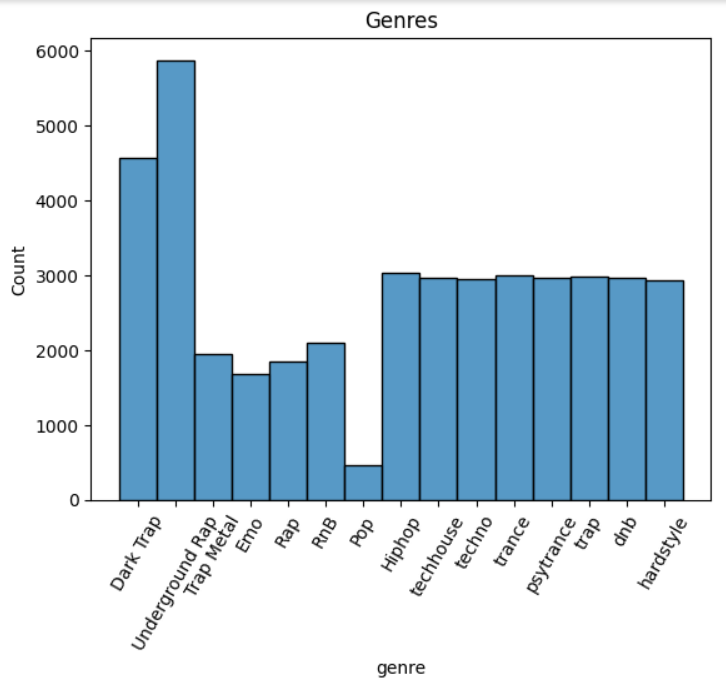 Genres
6000
5000
4000
3000
2000
1000
0
Count
Dark Trap
Underground Rap
Trap Metal
Emo
Rap
RnB
Pop
Hiphop
techhouse
techno
trance
psytrance
trap
dnb
hardstyle
genre